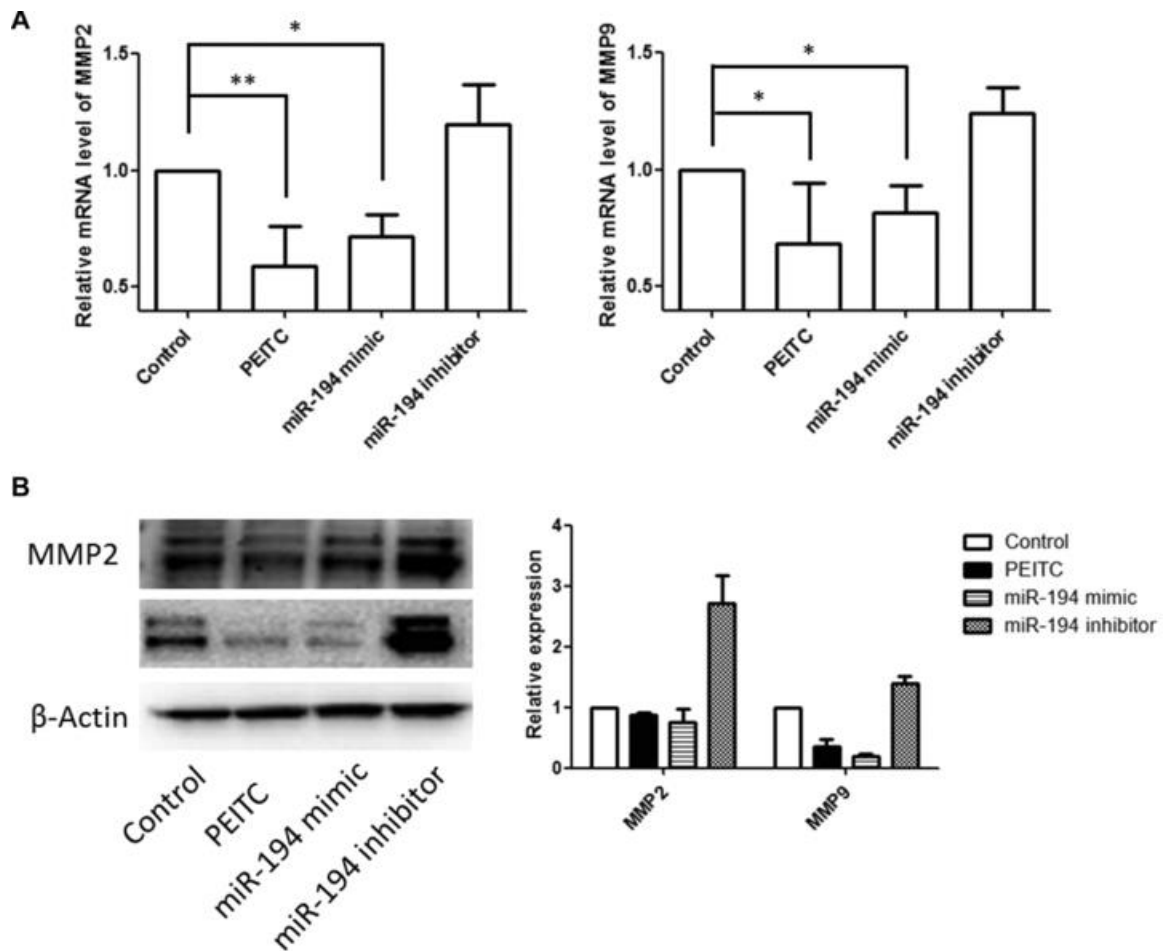 A
Relative mRNA level of MMP2
1.5
1.0
0.5
*
**
Control
PEITC
miR-194 mimic
miR-194 inhibitor
Relative mRNA level of MMP9
1.5
1.0
0.5
*
*
Control
PEITC
miR-194 mimic
miR-194 inhibitor
B
MMP2
β-Actin
Control
PEITC
miR-194 mimic
miR-194 inhibitor
Relative expression
4
3
2
1
0
MMP2
MMP9
Control
PEITC
miR-194 mimic
miR-194 inhibitor